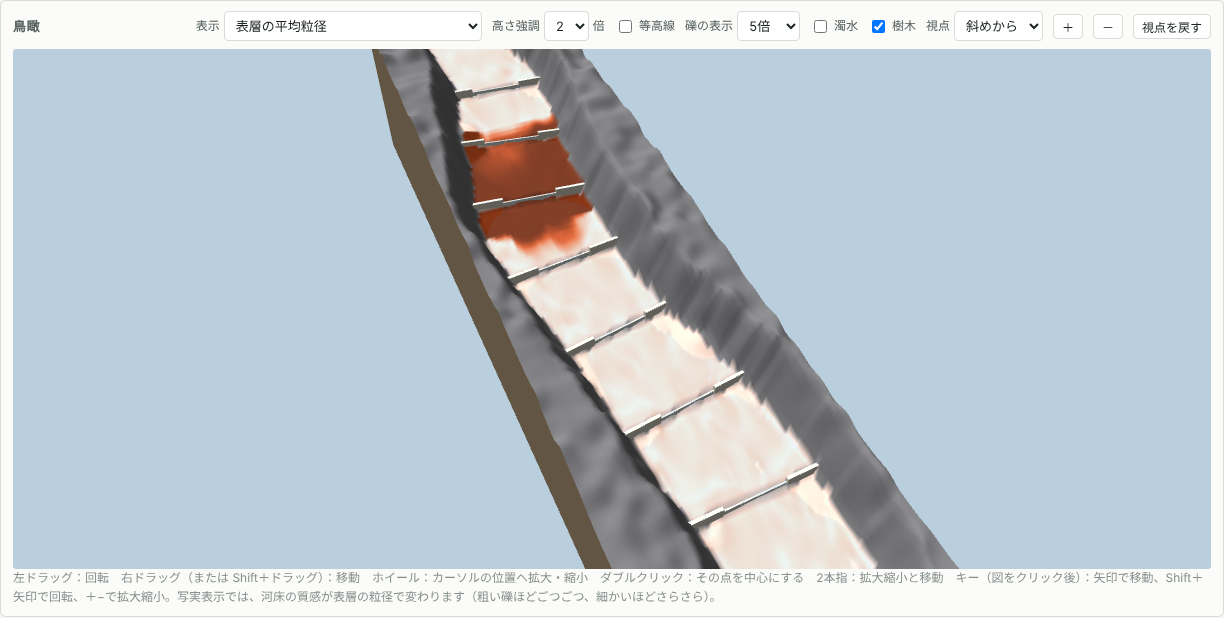 鳥瞰 表示 表層の平均粒径 高さ強調 2 倍 等高線 礫の表示 5倍 濁水 樹木 視点 斜めから ＋ − 視点を戻す
左ドラッグ：回転　右ドラッグ（または Shift＋ドラッグ）：移動　ホイール：カーソルの位置へ拡大・縮小　ダブルクリック：その点を中心にする　2本指：拡大縮小と移動　キー（図をクリック後）：矢印で移動、Shift＋
矢印で回転、＋−で拡大縮小。写実表示では、河床の質感が表層の粒径で変わります（粗い礫ほどごつごつ、細かいほどさらさら）。